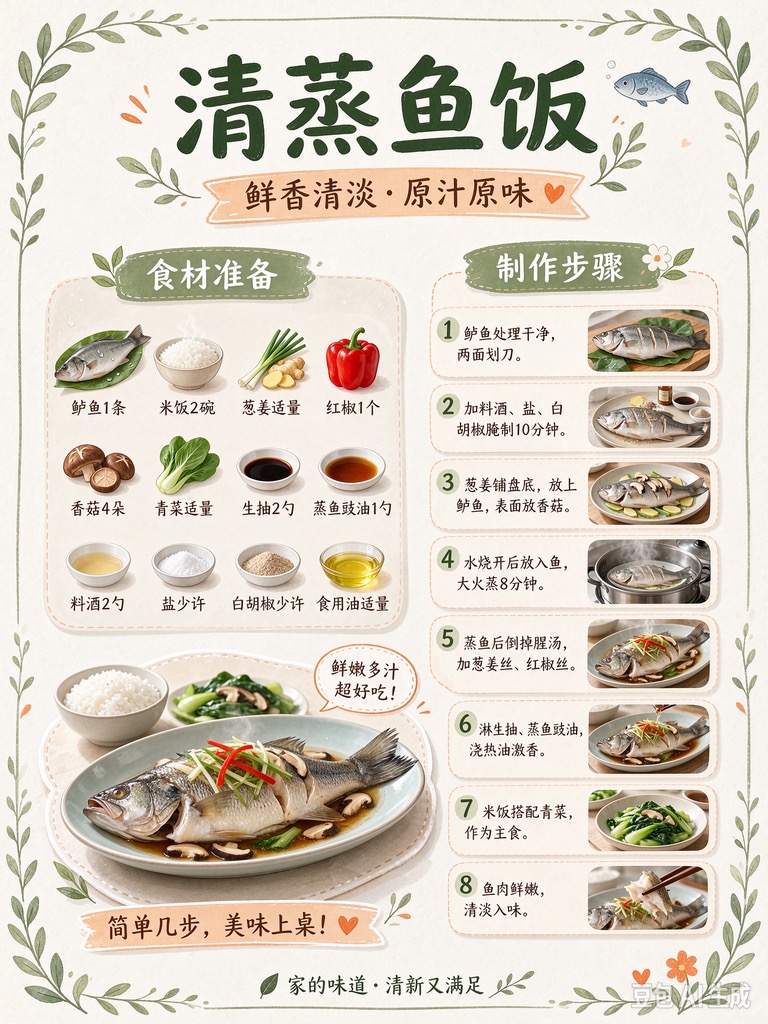 清蒸鱼饭
鲜香清淡·原汁原味
食材准备
鲈鱼1条
米饭2碗
葱姜适量
红椒1个
香菇4朵
青菜适量
生抽2勺
蒸鱼豉油1勺
料酒2勺
盐少许
白胡椒少许
食用油适量
鲜嫩多汁
超好吃!
简单几步,美味上桌!
制作步骤
1 鲈鱼处理干净,
两面划刀。
2 加料酒、盐、白
胡椒腌制10分钟。
3 葱姜铺盘底,放上
鲈鱼,表面放香菇。
4 水烧开后放入鱼,
大火蒸8分钟。
5 蒸鱼后倒掉腥汤,
加葱姜丝、红椒丝。
6 淋生抽、蒸鱼豉油,
浇热油激香。
7 米饭搭配青菜,
作为主食。
8 鱼肉鲜嫩,
清淡入味。
家的味道·清新又满足
豆包AI生成